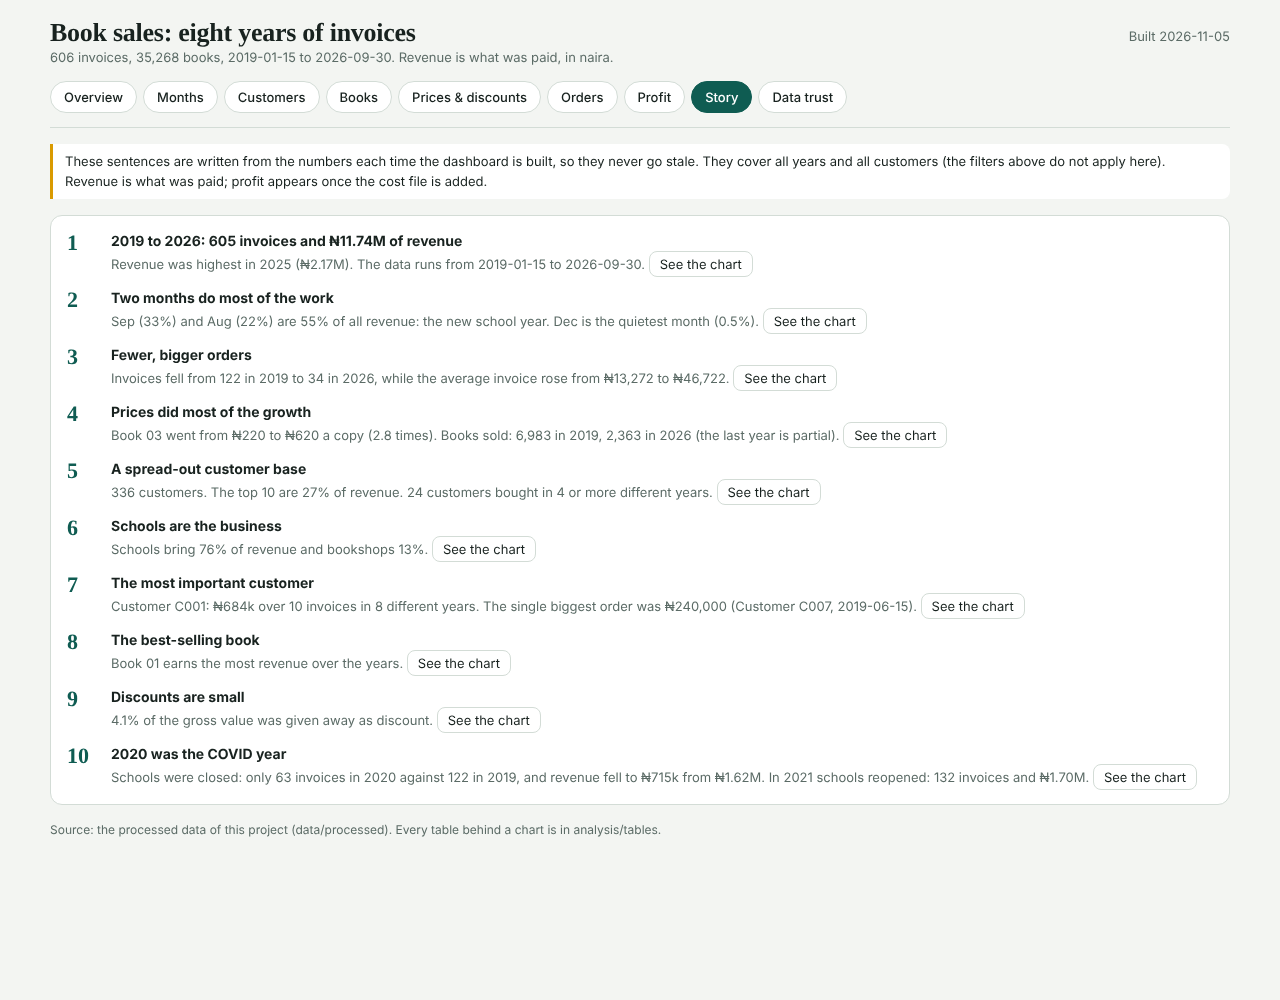 Book sales: eight years of invoices
Built 2026-11-05
606 invoices, 35,268 books, 2019-01-15 to 2026-09-30. Revenue is what was paid, in naira.
Overview Months Customers Books Prices & discounts Orders Profit Story Data trust
These sentences are written from the numbers each time the dashboard is built, so they never go stale. They cover all years and all customers (the filters above do not apply here).
Revenue is what was paid; profit appears once the cost file is added.
1 2019 to 2026: 605 invoices and ₦11.74M of revenue
Revenue was highest in 2025 (₦2.17M). The data runs from 2019-01-15 to 2026-09-30. See the chart
2 Two months do most of the work
Sep (33%) and Aug (22%) are 55% of all revenue: the new school year. Dec is the quietest month (0.5%). See the chart
3 Fewer, bigger orders
Invoices fell from 122 in 2019 to 34 in 2026, while the average invoice rose from ₦13,272 to ₦46,722. See the chart
4 Prices did most of the growth
Book 03 went from ₦220 to ₦620 a copy (2.8 times). Books sold: 6,983 in 2019, 2,363 in 2026 (the last year is partial). See the chart
5 A spread-out customer base
336 customers. The top 10 are 27% of revenue. 24 customers bought in 4 or more different years. See the chart
6 Schools are the business
Schools bring 76% of revenue and bookshops 13%. See the chart
7 The most important customer
Customer C001: ₦684k over 10 invoices in 8 different years. The single biggest order was ₦240,000 (Customer C007, 2019-06-15). See the chart
8 The best-selling book
Book 01 earns the most revenue over the years. See the chart
9 Discounts are small
4.1% of the gross value was given away as discount. See the chart
10 2020 was the COVID year
Schools were closed: only 63 invoices in 2020 against 122 in 2019, and revenue fell to ₦715k from ₦1.62M. In 2021 schools reopened: 132 invoices and ₦1.70M. See the chart
Source: the processed data of this project (data/processed). Every table behind a chart is in analysis/tables.